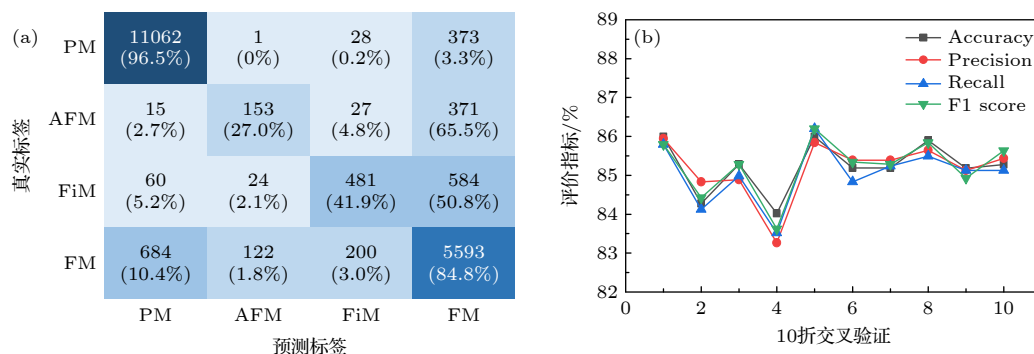 (a)
真实标签
PM
11062 1 28 373
(96.5%) (0%) (0.2%) (3.3%)
AFM
15 153 27 371
(2.7%) (27.0%) (4.8%) (65.5%)
FiM
60 24 481 584
(5.2%) (2.1%) (41.9%) (50.8%)
FM
684 122 200 5593
(10.4%) (1.8%) (3.0%) (84.8%)
PM AFM FiM FM
预测标签
(b)
Accuracy
Precision
Recall
F1 score
评价指标/%
89
88
87
86
85
84
83
82
0 2 4 6 8 10
10折交叉验证